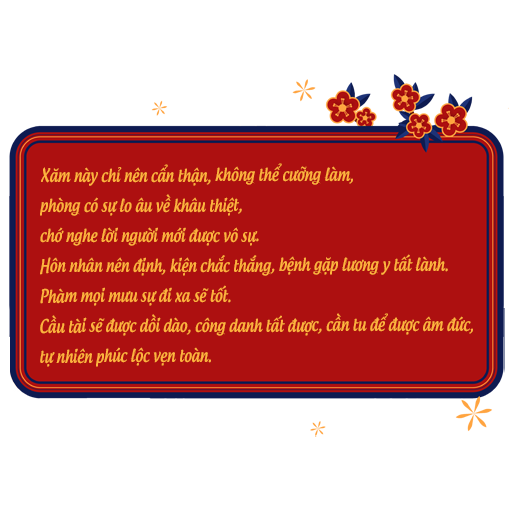 Xăm này chỉ nên cẩn thận, không thể cưỡng làm,
phòng có sự lo âu về khâu thiệt,
chớ nghe lời người mới được vô sự.
Hôn nhân nên định, kiện chắc thắng, bệnh gặp lương y tất lành.
Phàm mọi mưu sự đi xa sẽ tốt.
Cầu tài sẽ được dồi dào, công danh tất được, cần tu để được âm đức,
tự nhiên phúc lộc vẹn toàn.